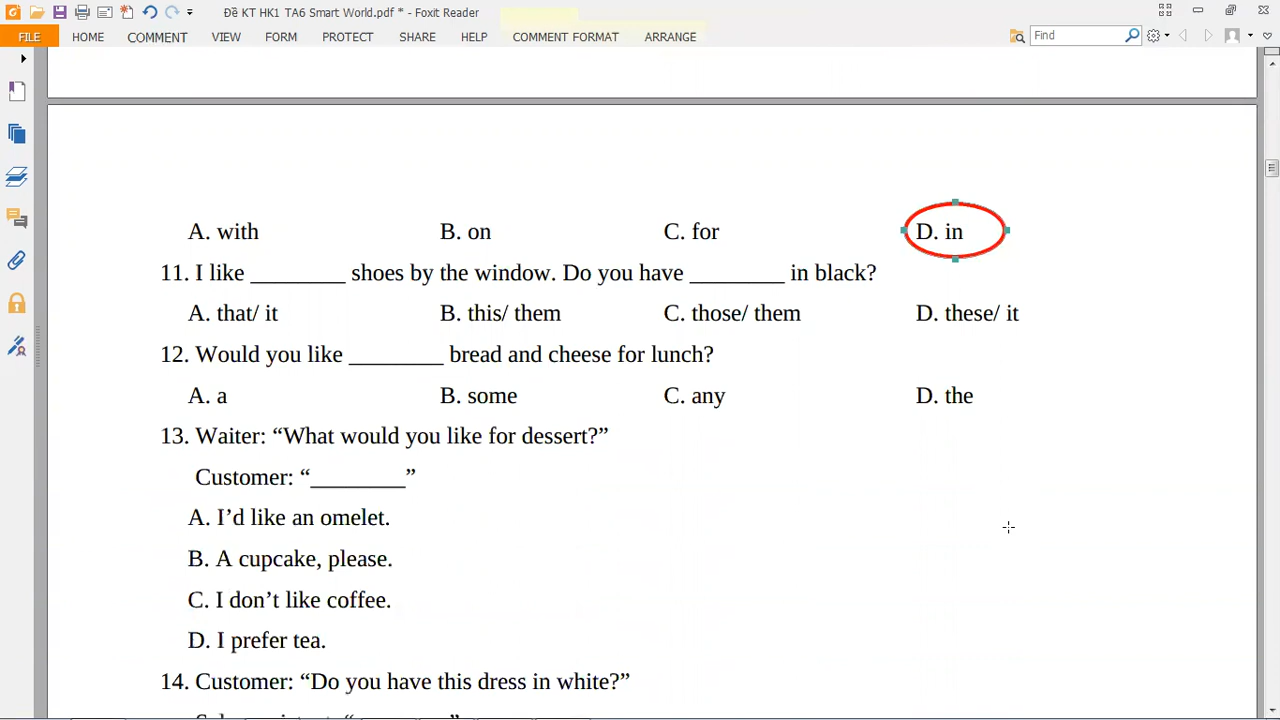 Đề KT HK1 TA6 Smart World.pdf * - Foxit Reader
FILE HOME COMMENT VIEW FORM PROTECT SHARE HELP COMMENT FORMAT ARRANGE Find
A. with B. on C. for D. in
11. I like ________ shoes by the window. Do you have ________ in black?
A. that/ it B. this/ them C. those/ them D. these/ it
12. Would you like ________ bread and cheese for lunch?
A. a B. some C. any D. the
13. Waiter: “What would you like for dessert?”
Customer: “________”
A. I’d like an omelet.
B. A cupcake, please.
C. I don’t like coffee.
D. I prefer tea.
14. Customer: “Do you have this dress in white?”